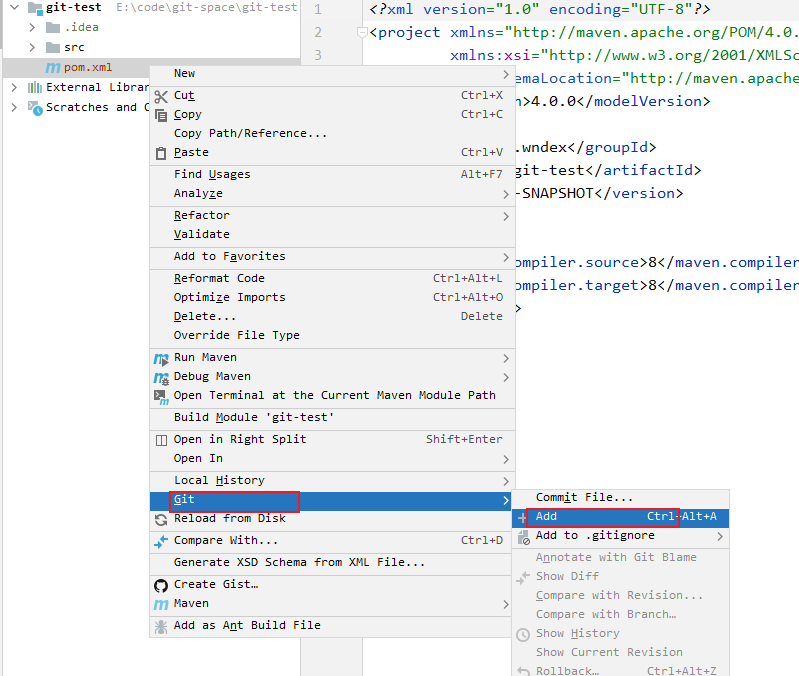 git-test E:\code\git-space\git-test
.idea
src
pom.xml
External Librar
Scratches and C
1
2
3
<?xml version="1.0" encoding="UTF-8"?>
<project xmlns="http://maven.apache.org/POM/4.0.
xmlns:xsi="http://www.w3.org/2001/XMLSc
emaLocation="http://maven.apache
n>4.0.0</modelVersion>
.wndex</groupId>
git-test</artifactId>
-SNAPSHOT</version>
ompiler.source>8</maven.compiler
ompiler.target>8</maven.compiler
>
New
Cut Ctrl+X
Copy Ctrl+C
Copy Path/Reference...
Paste Ctrl+V
Find Usages Alt+F7
Analyze
Refactor
Validate
Add to Favorites
Reformat Code Ctrl+Alt+L
Optimize Imports Ctrl+Alt+O
Delete... Delete
Override File Type
Run Maven
Debug Maven
Open Terminal at the Current Maven Module Path
Build Module 'git-test'
Open in Right Split Shift+Enter
Open In
Local History
Git
Reload from Disk
Compare With... Ctrl+D
Generate XSD Schema from XML File...
Create Gist…
Maven
Add as Ant Build File
Commit File...
Add Ctrl+Alt+A
Add to .gitignore
Annotate with Git Blame
Show Diff
Compare with Revision...
Compare with Branch…
Show History
Show Current Revision
Rollback… Ctrl+Alt+Z